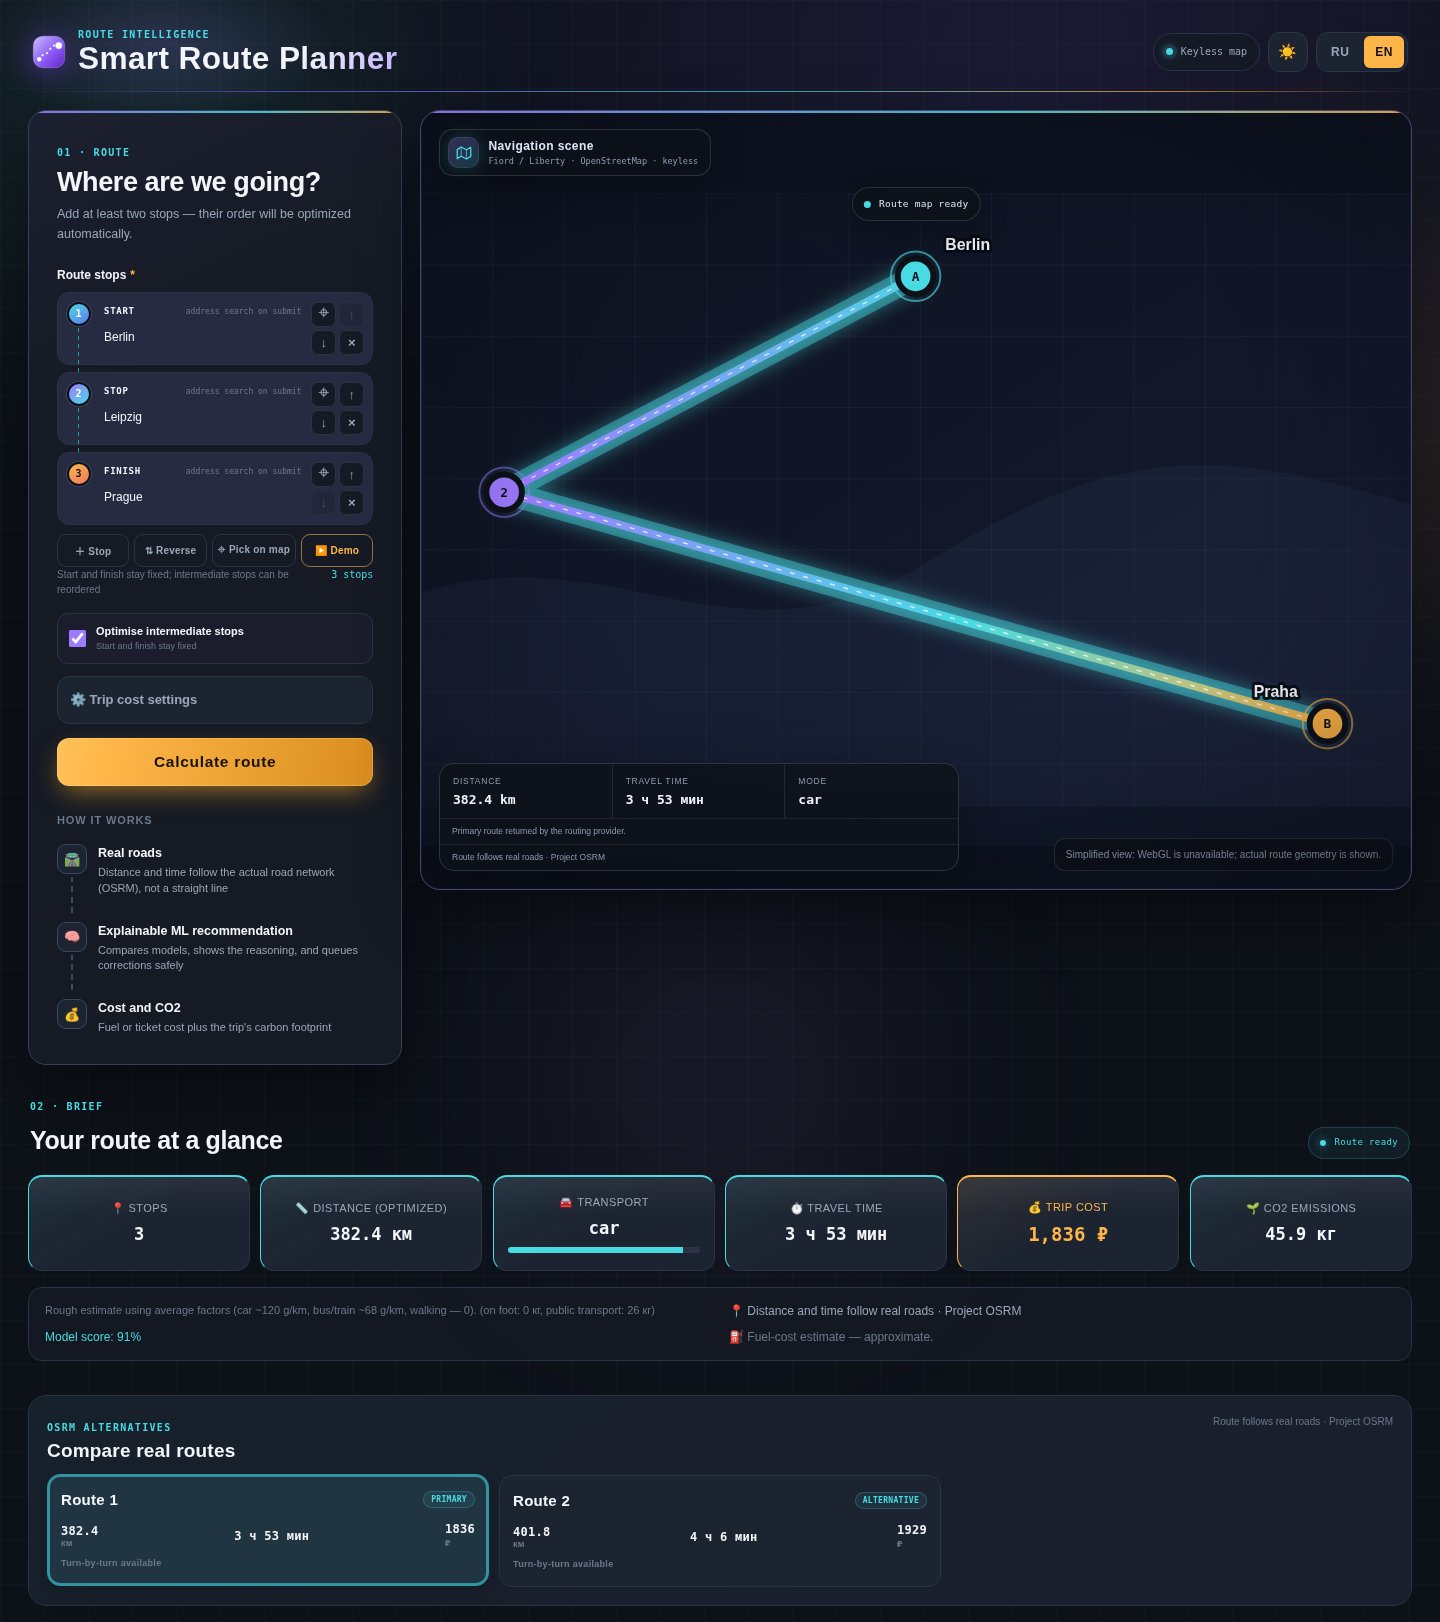 ROUTE INTELLIGENCE
Smart Route Planner
Keyless map
☀️
RU
EN
01 · ROUTE
Where are we going?
Add at least two stops — their order will be optimized
automatically.
Route stops *
1
START
address search on submit
⌖
↑
Berlin
↓
×
2
STOP
address search on submit
⌖
↑
Leipzig
↓
×
3
FINISH
address search on submit
⌖
↑
Prague
↓
×
＋ Stop
⇅ Reverse
⌖ Pick on map
▶️ Demo
Start and finish stay fixed; intermediate stops can be
reordered
3 stops
Optimise intermediate stops
Start and finish stay fixed
⚙️ Trip cost settings
Calculate route
HOW IT WORKS
🛣️
Real roads
Distance and time follow the actual road network
(OSRM), not a straight line
🧠
Explainable ML recommendation
Compares models, shows the reasoning, and queues
corrections safely
💰
Cost and CO2
Fuel or ticket cost plus the trip's carbon footprint
Navigation scene
Fiord / Liberty · OpenStreetMap · keyless
Route map ready
Berlin
A
2
Praha
B
DISTANCE
382.4 km
TRAVEL TIME
3 ч 53 мин
MODE
car
Primary route returned by the routing provider.
Route follows real roads · Project OSRM
Simplified view: WebGL is unavailable; actual route geometry is shown.
02 · BRIEF
Your route at a glance
Route ready
📍 STOPS
3
📏 DISTANCE (OPTIMIZED)
382.4 км
🚘 TRANSPORT
car
⏱️ TRAVEL TIME
3 ч 53 мин
💰 TRIP COST
1,836 ₽
🌱 CO2 EMISSIONS
45.9 кг
Rough estimate using average factors (car ~120 g/km, bus/train ~68 g/km, walking — 0). (on foot: 0 кг, public transport: 26 кг)
Model score: 91%
📍 Distance and time follow real roads · Project OSRM
⛽ Fuel-cost estimate — approximate.
OSRM ALTERNATIVES
Compare real routes
Route follows real roads · Project OSRM
Route 1
PRIMARY
382.4
км
3 ч 53 мин
1836
₽
Turn-by-turn available
Route 2
ALTERNATIVE
401.8
км
4 ч 6 мин
1929
₽
Turn-by-turn available